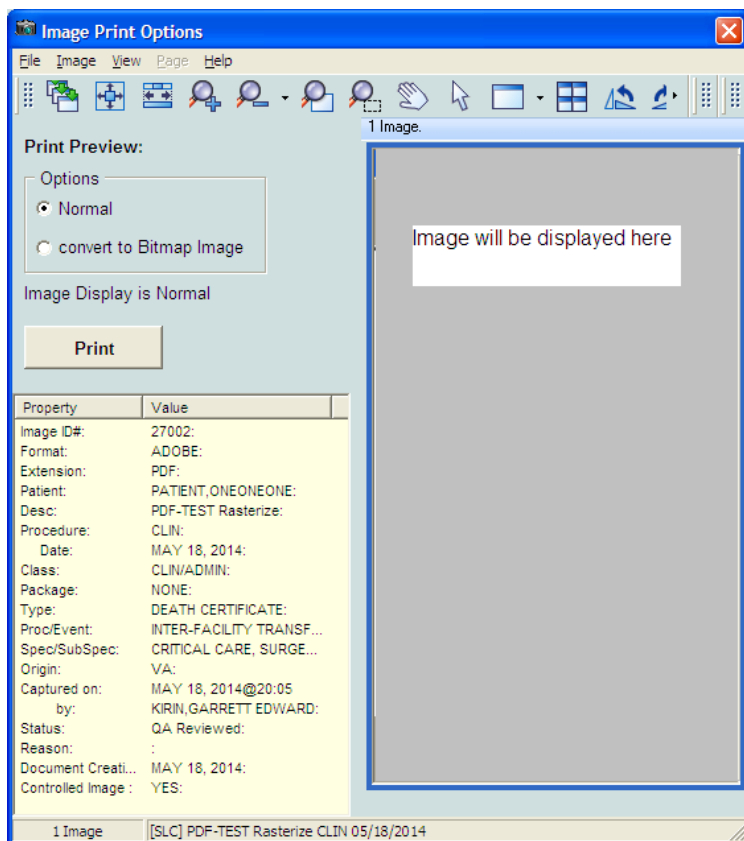 Image Print Options
File Image View Page Help
1 Image.
Print Preview:
Options
Normal
convert to Bitmap Image
Image Display is Normal
Print
Image will be displayed here
Property Value
Image ID#: 27002:
Format: ADOBE:
Extension: PDF:
Patient: PATIENT,ONEONEONE:
Desc: PDF-TEST Rasterize:
Procedure: CLIN:
Date: MAY 18, 2014:
Class: CLIN/ADMIN:
Package: NONE:
Type: DEATH CERTIFICATE:
Proc/Event: INTER-FACILITY TRANSF...
Spec/SubSpec: CRITICAL CARE, SURGE...
Origin: VA:
Captured on: MAY 18, 2014@20:05
by: KIRIN,GARRETT EDWARD:
Status: QA Reviewed:
Reason: :
Document Creati... MAY 18, 2014:
Controlled Image : YES:
1 Image [SLC] PDF-TEST Rasterize CLIN 05/18/2014